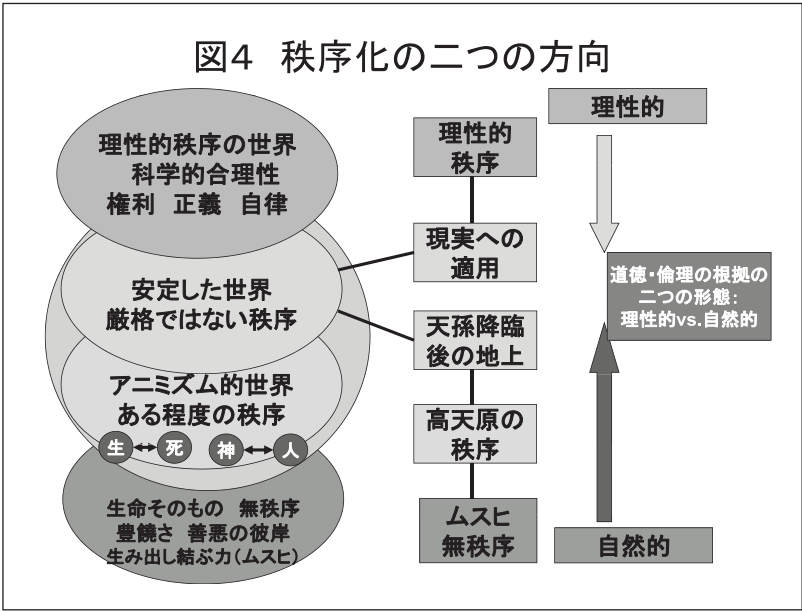 図4 秩序化の二つの方向
理性的秩序の世界
科学的合理性
権利 正義 自律
安定した世界
厳格ではない秩序
アニミズム的世界
ある程度の秩序
生 死 神 人
生命そのもの 無秩序
豊饒さ 善悪の彼岸
生み出し結ぶ力(ムスヒ)
理性的
秩序
現実への
適用
天孫降臨
後の地上
高天原の
秩序
ムスヒ
無秩序
理性的
道徳・倫理の根拠の
二つの形態:
理性的vs.自然的
自然的